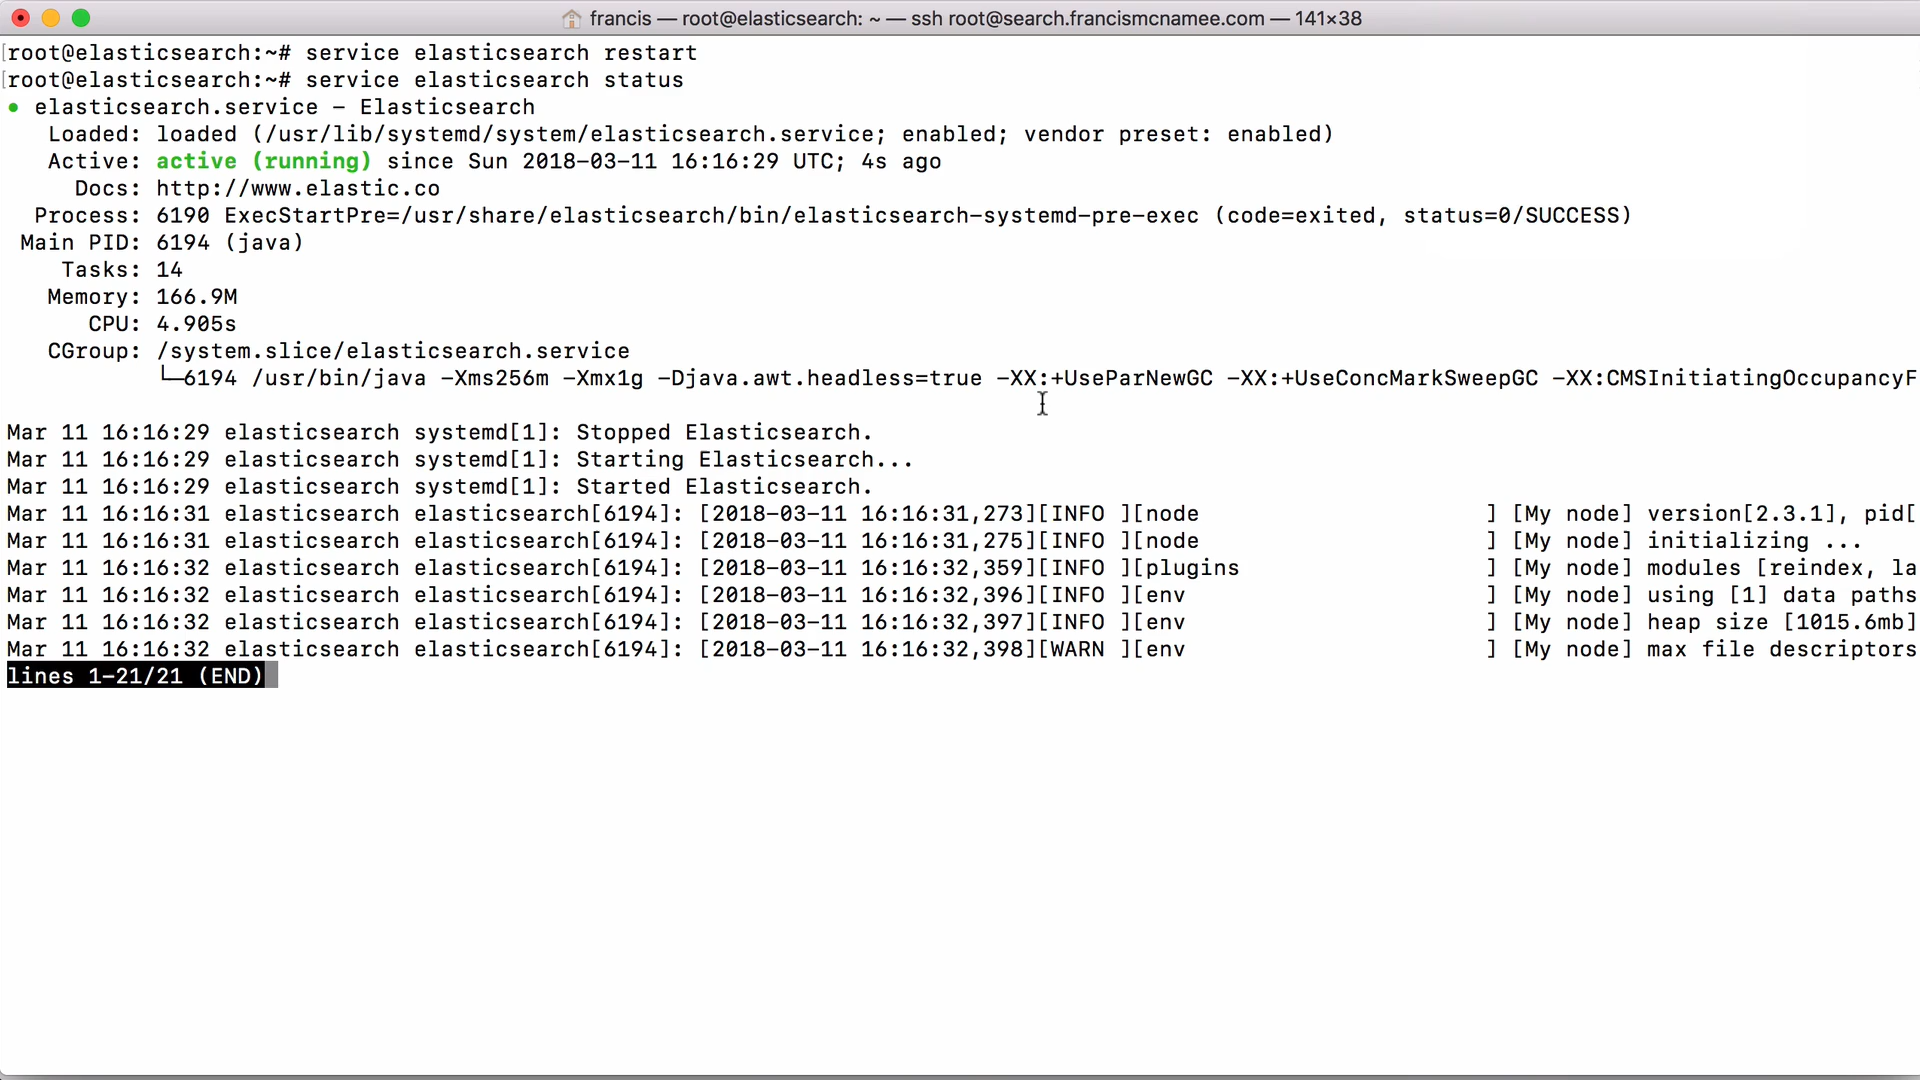 francis — root@elasticsearch: ~ — ssh root@search.francismcnamee.com — 141×38
[root@elasticsearch:~# service elasticsearch restart
[root@elasticsearch:~# service elasticsearch status
● elasticsearch.service - Elasticsearch
Loaded: loaded (/usr/lib/systemd/system/elasticsearch.service; enabled; vendor preset: enabled)
Active: active (running) since Sun 2018-03-11 16:16:29 UTC; 4s ago
Docs: http://www.elastic.co
Process: 6190 ExecStartPre=/usr/share/elasticsearch/bin/elasticsearch-systemd-pre-exec (code=exited, status=0/SUCCESS)
Main PID: 6194 (java)
Tasks: 14
Memory: 166.9M
CPU: 4.905s
CGroup: /system.slice/elasticsearch.service
└─6194 /usr/bin/java -Xms256m -Xmx1g -Djava.awt.headless=true -XX:+UseParNewGC -XX:+UseConcMarkSweepGC -XX:CMSInitiatingOccupancyF
Mar 11 16:16:29 elasticsearch systemd[1]: Stopped Elasticsearch.
Mar 11 16:16:29 elasticsearch systemd[1]: Starting Elasticsearch...
Mar 11 16:16:29 elasticsearch systemd[1]: Started Elasticsearch.
Mar 11 16:16:31 elasticsearch elasticsearch[6194]: [2018-03-11 16:16:31,273][INFO ][node                     ] [My node] version[2.3.1], pid[
Mar 11 16:16:31 elasticsearch elasticsearch[6194]: [2018-03-11 16:16:31,275][INFO ][node                     ] [My node] initializing ...
Mar 11 16:16:32 elasticsearch elasticsearch[6194]: [2018-03-11 16:16:32,359][INFO ][plugins                  ] [My node] modules [reindex, la
Mar 11 16:16:32 elasticsearch elasticsearch[6194]: [2018-03-11 16:16:32,396][INFO ][env                      ] [My node] using [1] data paths
Mar 11 16:16:32 elasticsearch elasticsearch[6194]: [2018-03-11 16:16:32,397][INFO ][env                      ] [My node] heap size [1015.6mb]
Mar 11 16:16:32 elasticsearch elasticsearch[6194]: [2018-03-11 16:16:32,398][WARN ][env                      ] [My node] max file descriptors
lines 1-21/21 (END)